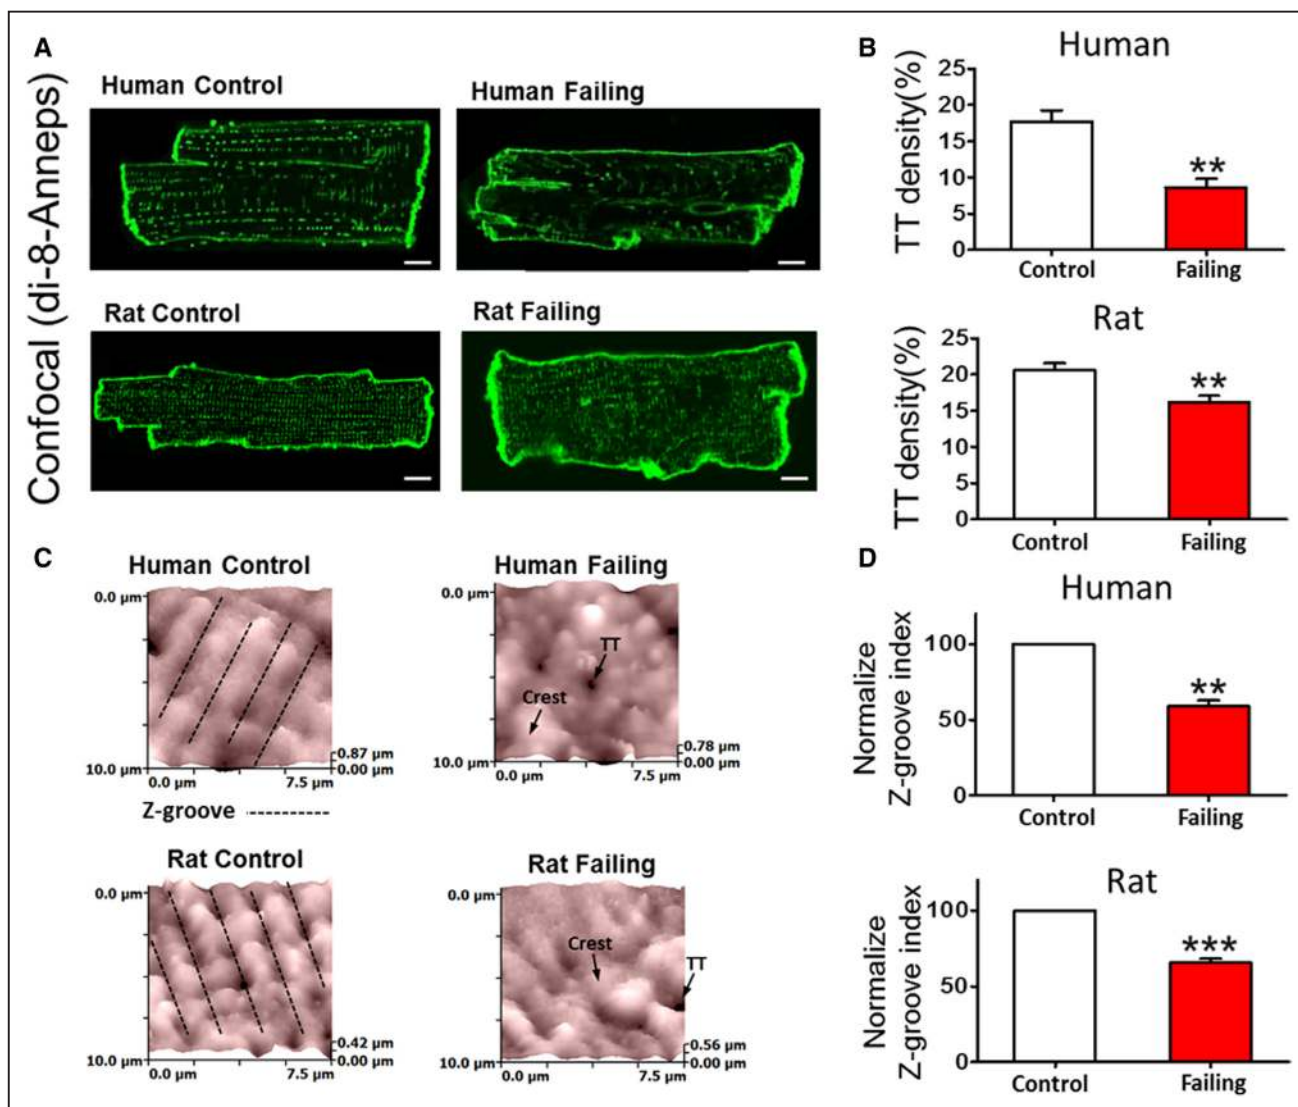 A
Confocal (di-8-Anneps)
Human Control
Human Failing
Rat Control
Rat Failing
B
Human
TT density(%)
25
20
15
10
5
0
**
Control
Failing
Rat
TT density(%)
25
20
15
10
5
0
**
Control
Failing
C
Human Control
0.0 µm
10.0 µm
0.0 µm
7.5 µm
0.87 µm
0.00 µm
Z-groove
Human Failing
0.0 µm
TT
Crest
10.0 µm
0.0 µm
7.5 µm
0.78 µm
0.00 µm
Rat Control
0.0 µm
10.0 µm
0.0 µm
7.5 µm
0.42 µm
0.00 µm
Rat Failing
0.0 µm
Crest
TT
10.0 µm
0.0 µm
7.5 µm
0.56 µm
0.00 µm
D
Human
Normalize
Z-groove index
100
50
0
**
Control
Failing
Rat
Normalize
Z-groove index
100
50
0
***
Control
Failing